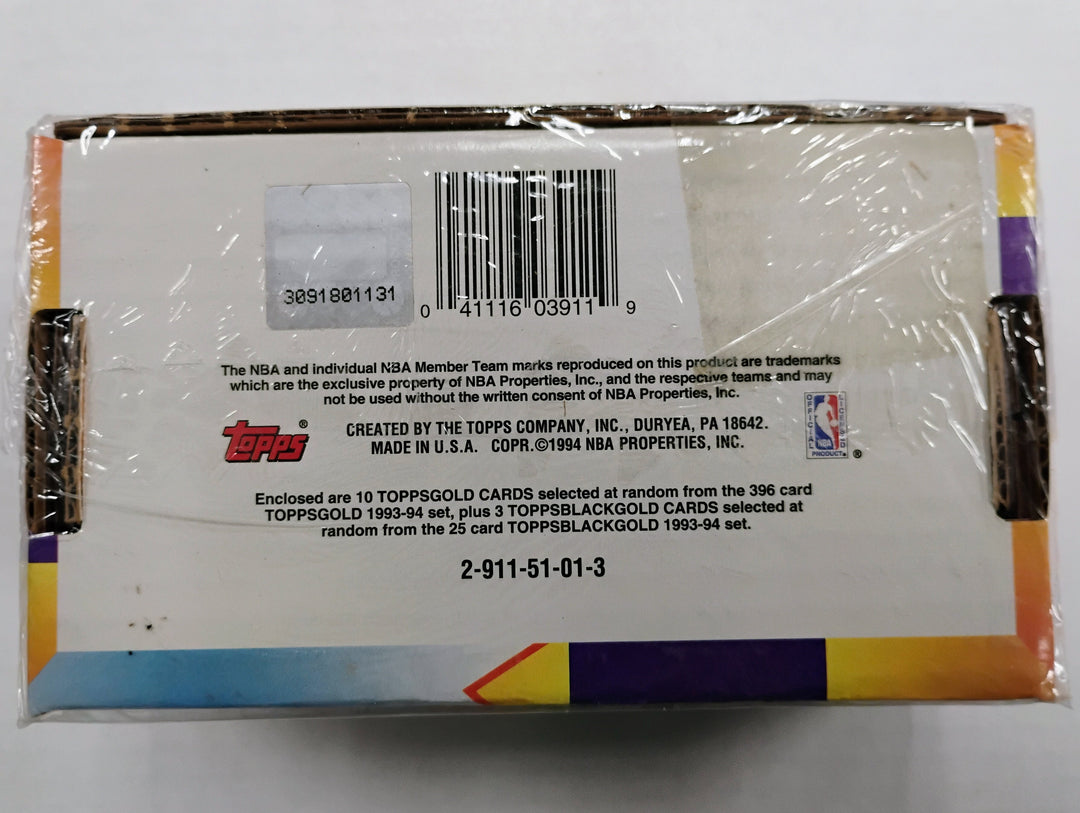 3091801131
0 41116 03911 9
The NBA and individual NBA Member Team marks reproduced on this product are trademarks
which are the exclusive property of NBA Properties, Inc., and the respective teams and may
not be used without the written consent of NBA Properties, Inc.
TOPPS®
CREATED BY THE TOPPS COMPANY, INC., DURYEA, PA 18642.
MADE IN U.S.A. COPR.©1994 NBA PROPERTIES, INC.
OFFICIAL LICENSED
NBA
PRODUCT ®
Enclosed are 10 TOPPSGOLD CARDS selected at random from the 396 card
TOPPSGOLD 1993-94 set, plus 3 TOPPSBLACKGOLD CARDS selected at
random from the 25 card TOPPSBLACKGOLD 1993-94 set.
2-911-51-01-3